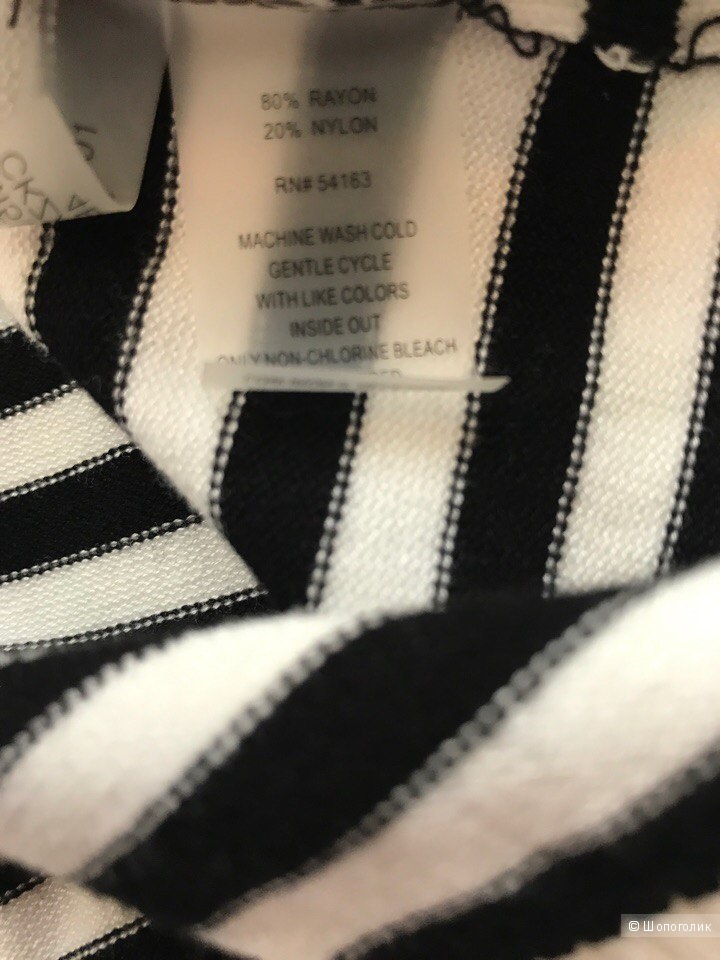 80% RAYON
20% NYLON
RN# 54163
MACHINE WASH COLD
GENTLE CYCLE
WITH LIKE COLORS
INSIDE OUT
ONLY NON-CHLORINE BLEACH
© Шопоголик